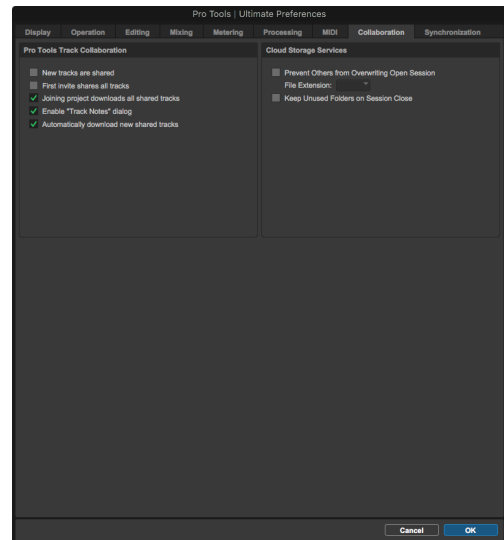 Pro Tools | Ultimate Preferences
Display Operation Editing Mixing Metering Processing MIDI Collaboration Synchronization
Pro Tools Track Collaboration
New tracks are shared
First invite shares all tracks
Joining project downloads all shared tracks
Enable "Track Notes" dialog
Automatically download new shared tracks
Cloud Storage Services
Prevent Others from Overwriting Open Session
File Extension:
Keep Unused Folders on Session Close
Cancel OK